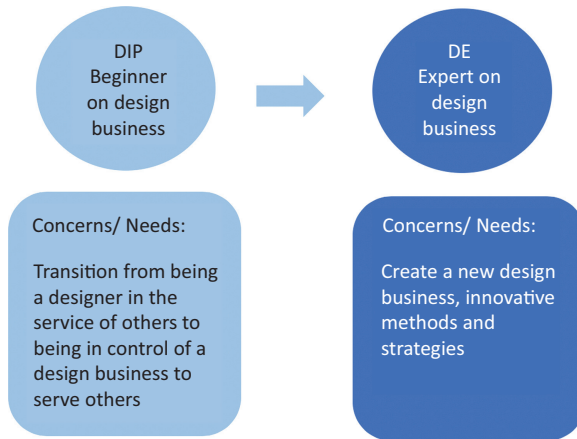 DIP
Beginner
on design
business
DE
Expert on
design
business
Concerns/ Needs:
Transition from being
a designer in the
service of others to
being in control of a
design business to
serve others
Concerns/ Needs:
Create a new design
business, innovative
methods and
strategies